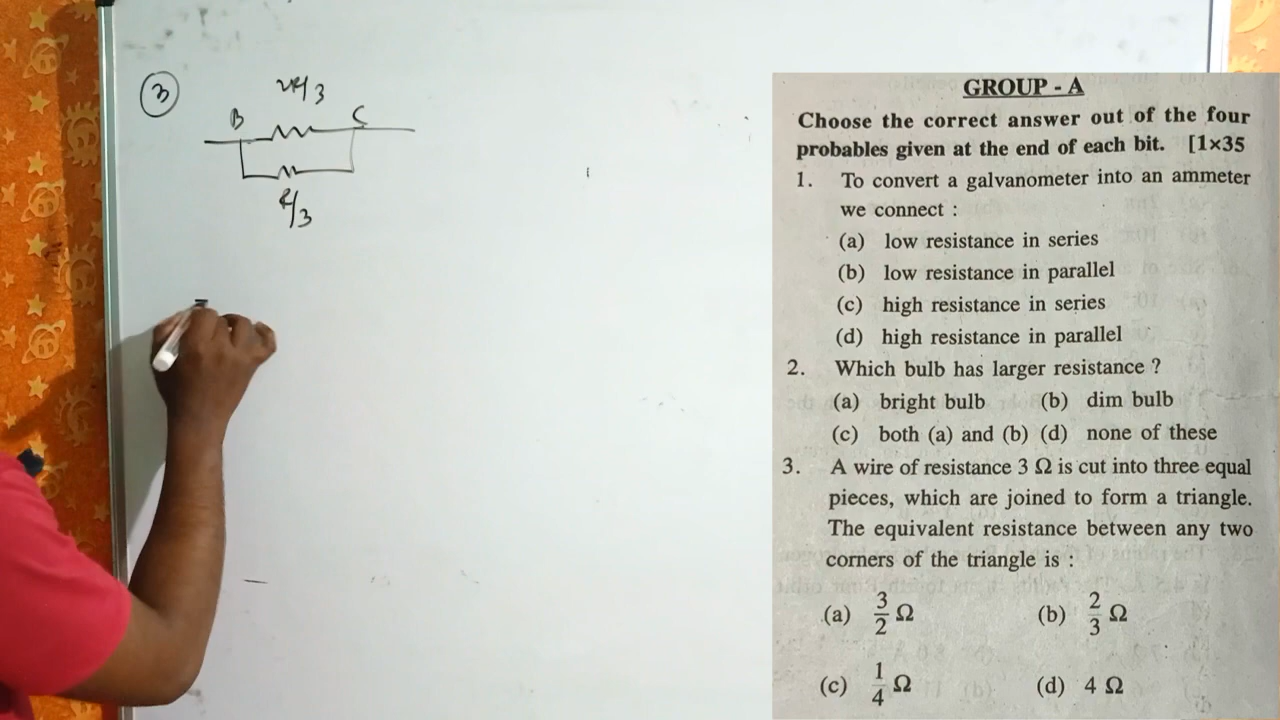 3
2R/3
B C
R/3
GROUP - A
Choose the correct answer out of the four
probables given at the end of each bit. [1×35
1. To convert a galvanometer into an ammeter
we connect :
(a) low resistance in series
(b) low resistance in parallel
(c) high resistance in series
(d) high resistance in parallel
2. Which bulb has larger resistance ?
(a) bright bulb (b) dim bulb
(c) both (a) and (b) (d) none of these
3. A wire of resistance 3 Ω is cut into three equal
pieces, which are joined to form a triangle.
The equivalent resistance between any two
corners of the triangle is :
(a) 3/2 Ω (b) 2/3 Ω
(c) 1/4 Ω (d) 4 Ω